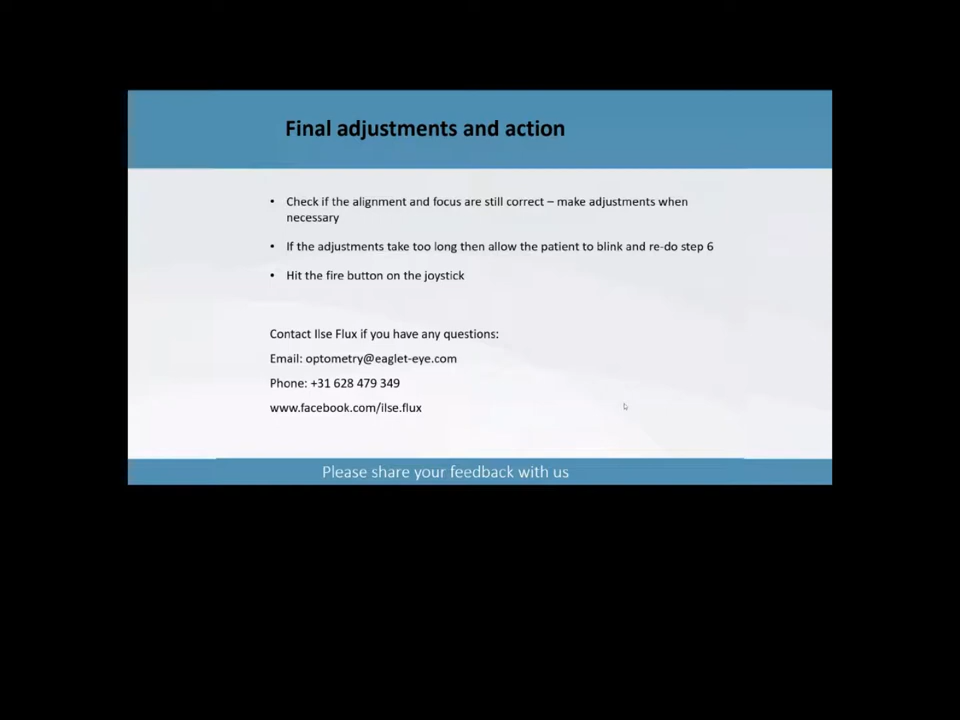 Final adjustments and action
• Check if the alignment and focus are still correct – make adjustments when
necessary
• If the adjustments take too long then allow the patient to blink and re-do step 6
• Hit the fire button on the joystick
Contact Ilse Flux if you have any questions:
Email: optometry@eaglet-eye.com
Phone: +31 628 479 349
www.facebook.com/ilse.flux
Please share your feedback with us